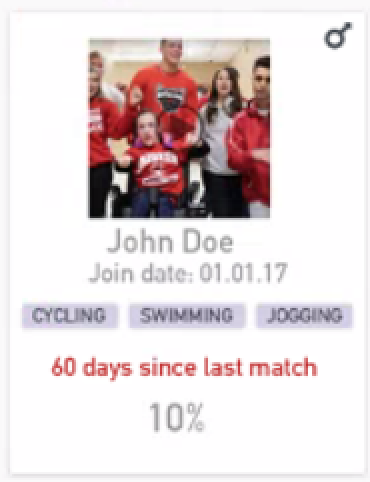 John Doe
Join date: 01.01.17
CYCLING SWIMMING JOGGING
60 days since last match
10%